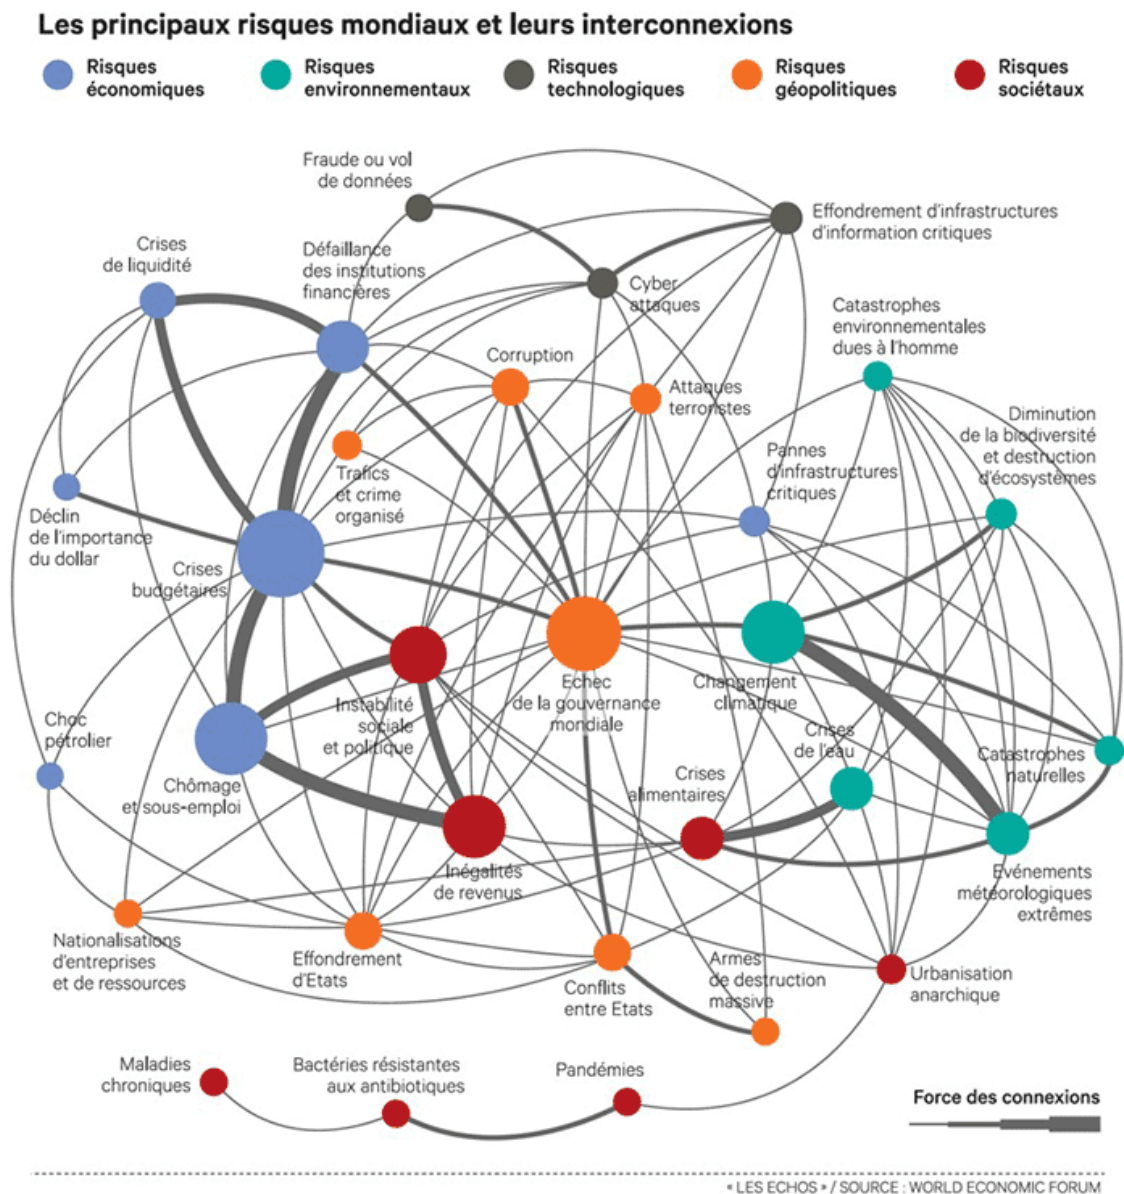 Les principaux risques mondiaux et leurs interconnexions
Risques
économiques
Risques
environnementaux
Risques
technologiques
Risques
géopolitiques
Risques
sociétaux
Fraude ou vol
de données
Effondrement d'infrastructures
d'information critiques
Crises
de liquidité
Défaillance
des institutions
financières
Cyber
attaques
Catastrophes
environnementales
dues à l'homme
Corruption
Attaques
terroristes
Diminution
de la biodiversité
et destruction
d'écosystèmes
Trafics
et crime
organisé
Pannes
d'infrastructures
critiques
Déclin
de l'importance
du dollar
Crises
budgétaires
Instabilité
sociale
et politique
Echec
de la gouvernance
mondiale
Changement
climatique
Choc
pétrolier
Chômage
et sous-emploi
Crises
de l'eau
Catastrophes
naturelles
Crises
alimentaires
Inégalités
de revenus
Evénements
météorologiques
extrêmes
Nationalisations
d'entreprises
et de ressources
Effondrement
d'Etats
Conflits
entre Etats
Armes
de destruction
massive
Urbanisation
anarchique
Maladies
chroniques
Bactéries résistantes
aux antibiotiques
Pandémies
Force des connexions
« LES ECHOS » / SOURCE : WORLD ECONOMIC FORUM